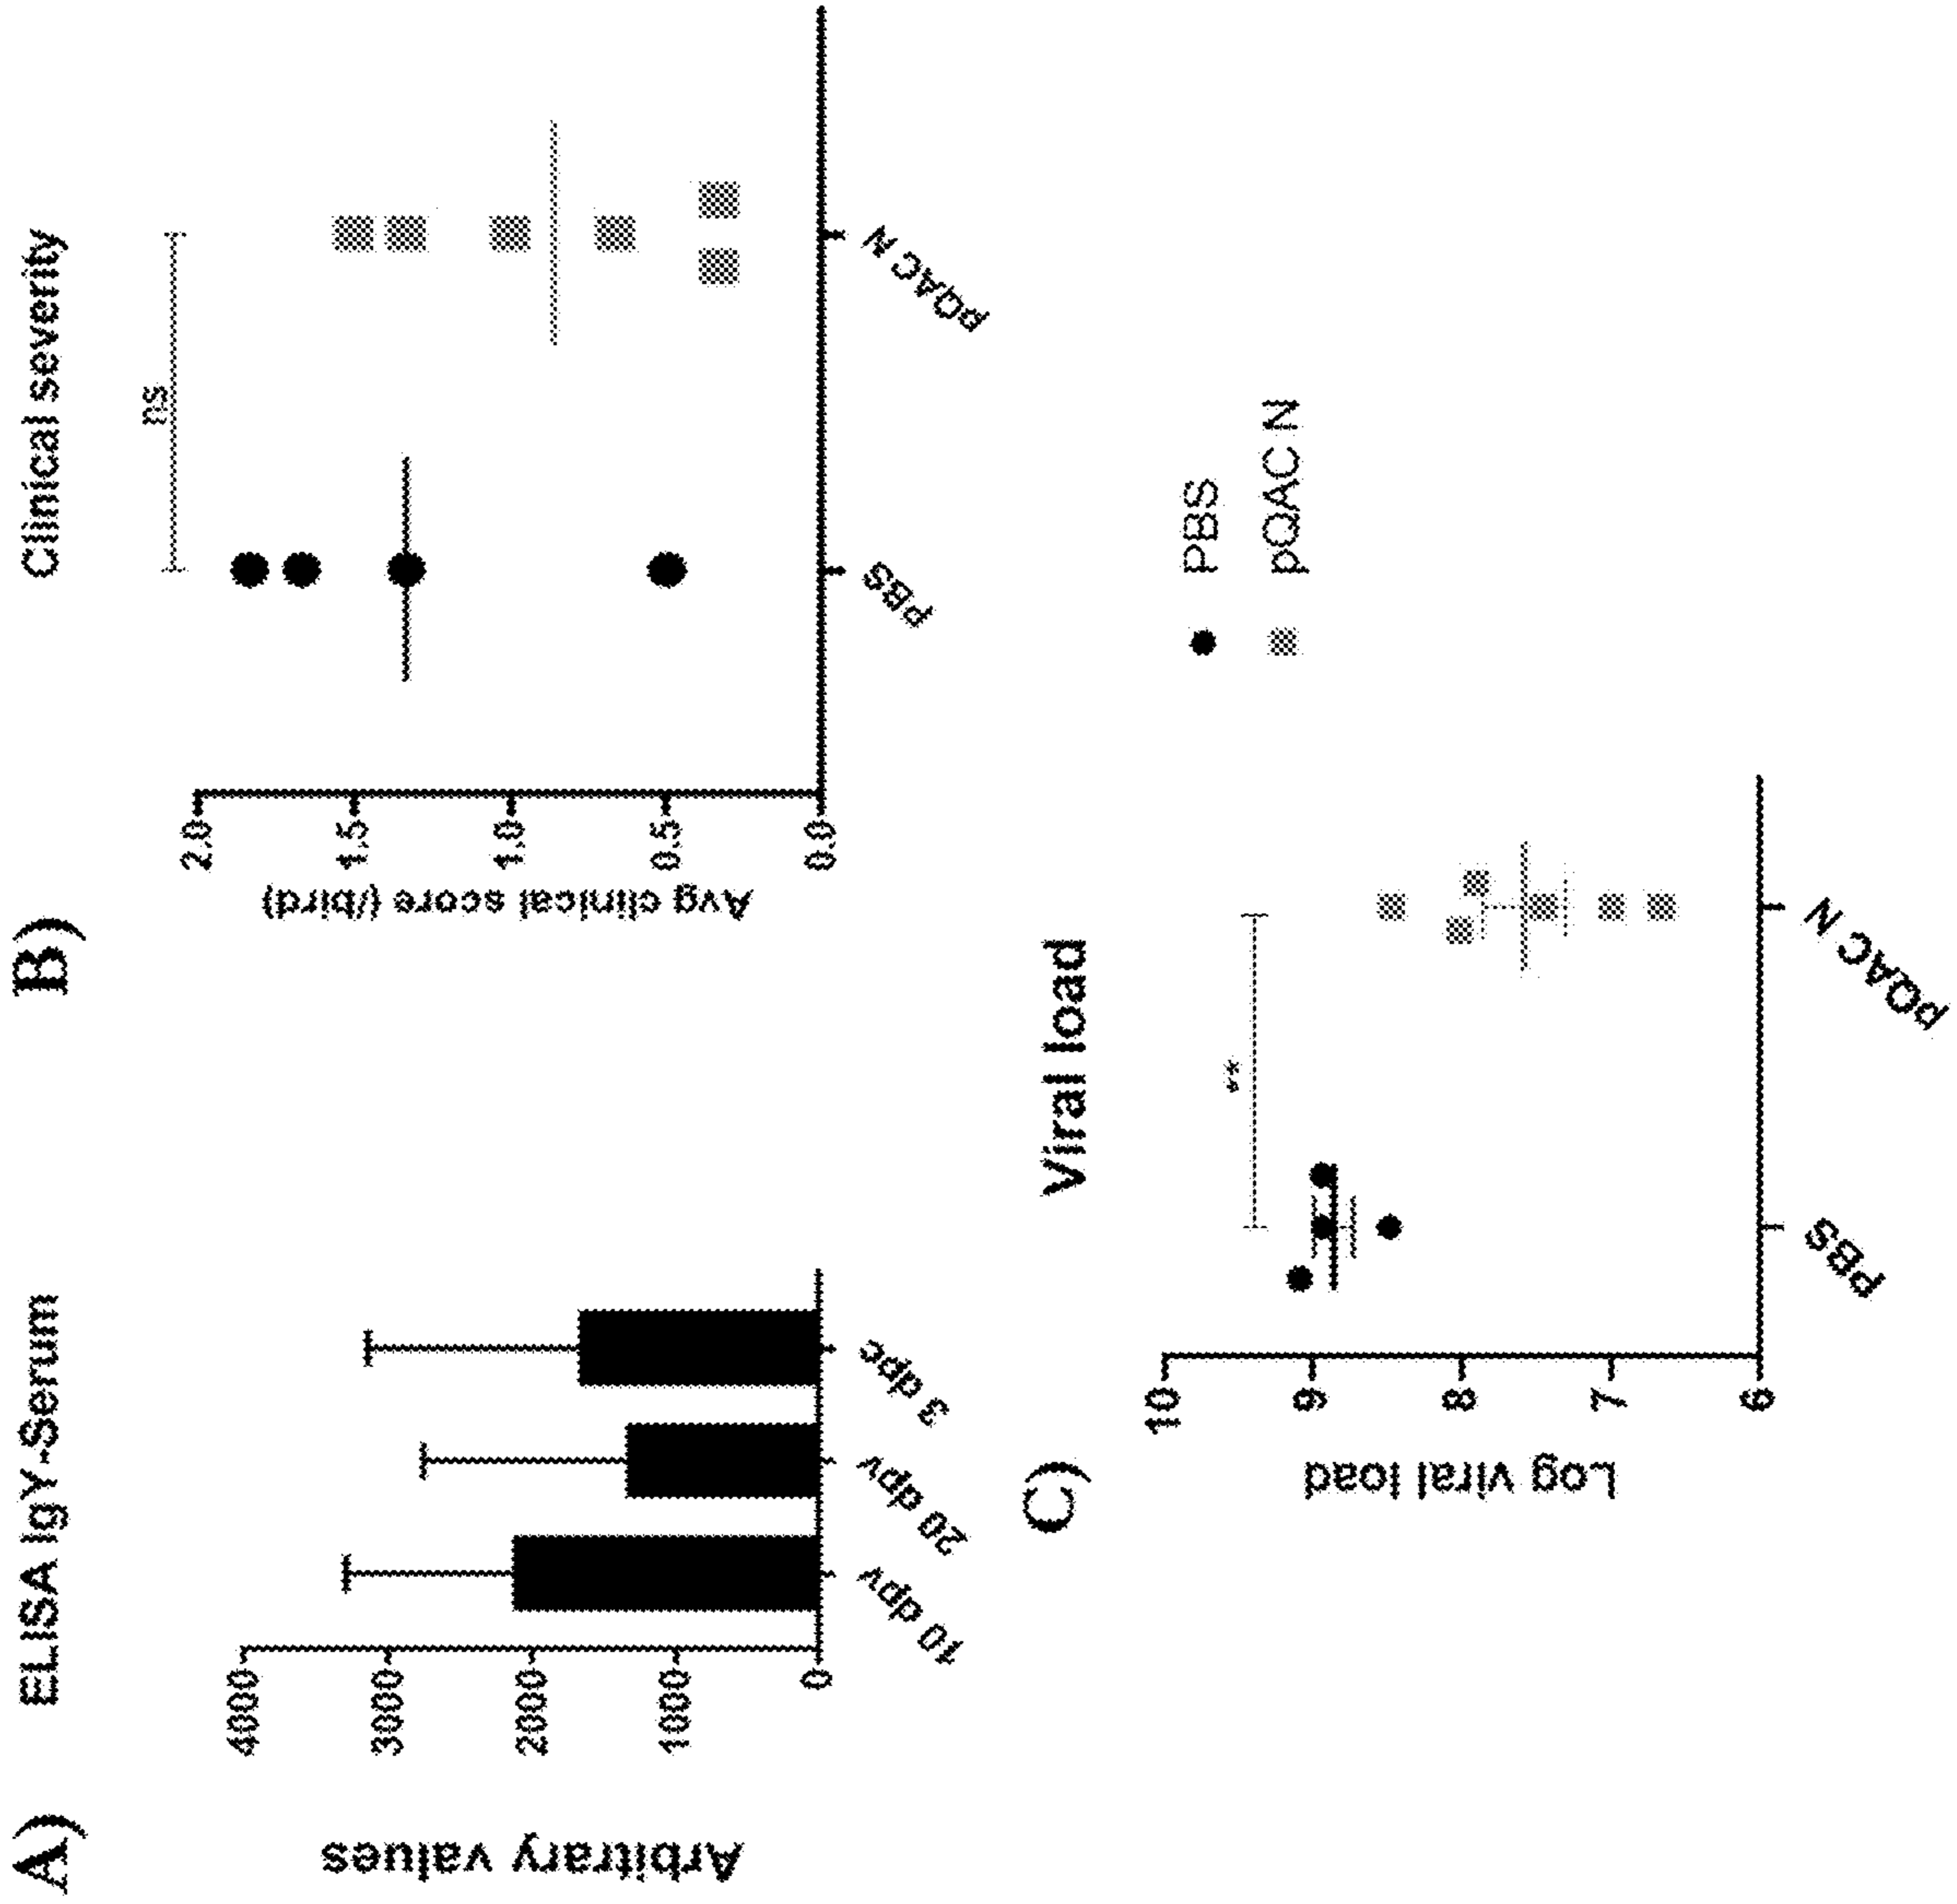 A)
ELISA IgY-Serum
Arbitrary values
4000
3000
2000
1000
0
10 dpv
20 dpv
3 dpc
B)
Clinical severity
Avg clinical score (/bird)
2.0
1.5
1.0
0.5
0.0
ns
PBS
pQAC N
C)
Viral load
Log viral load
10
9
8
7
6
**
PBS
pQAC N
PBS
pQAC N